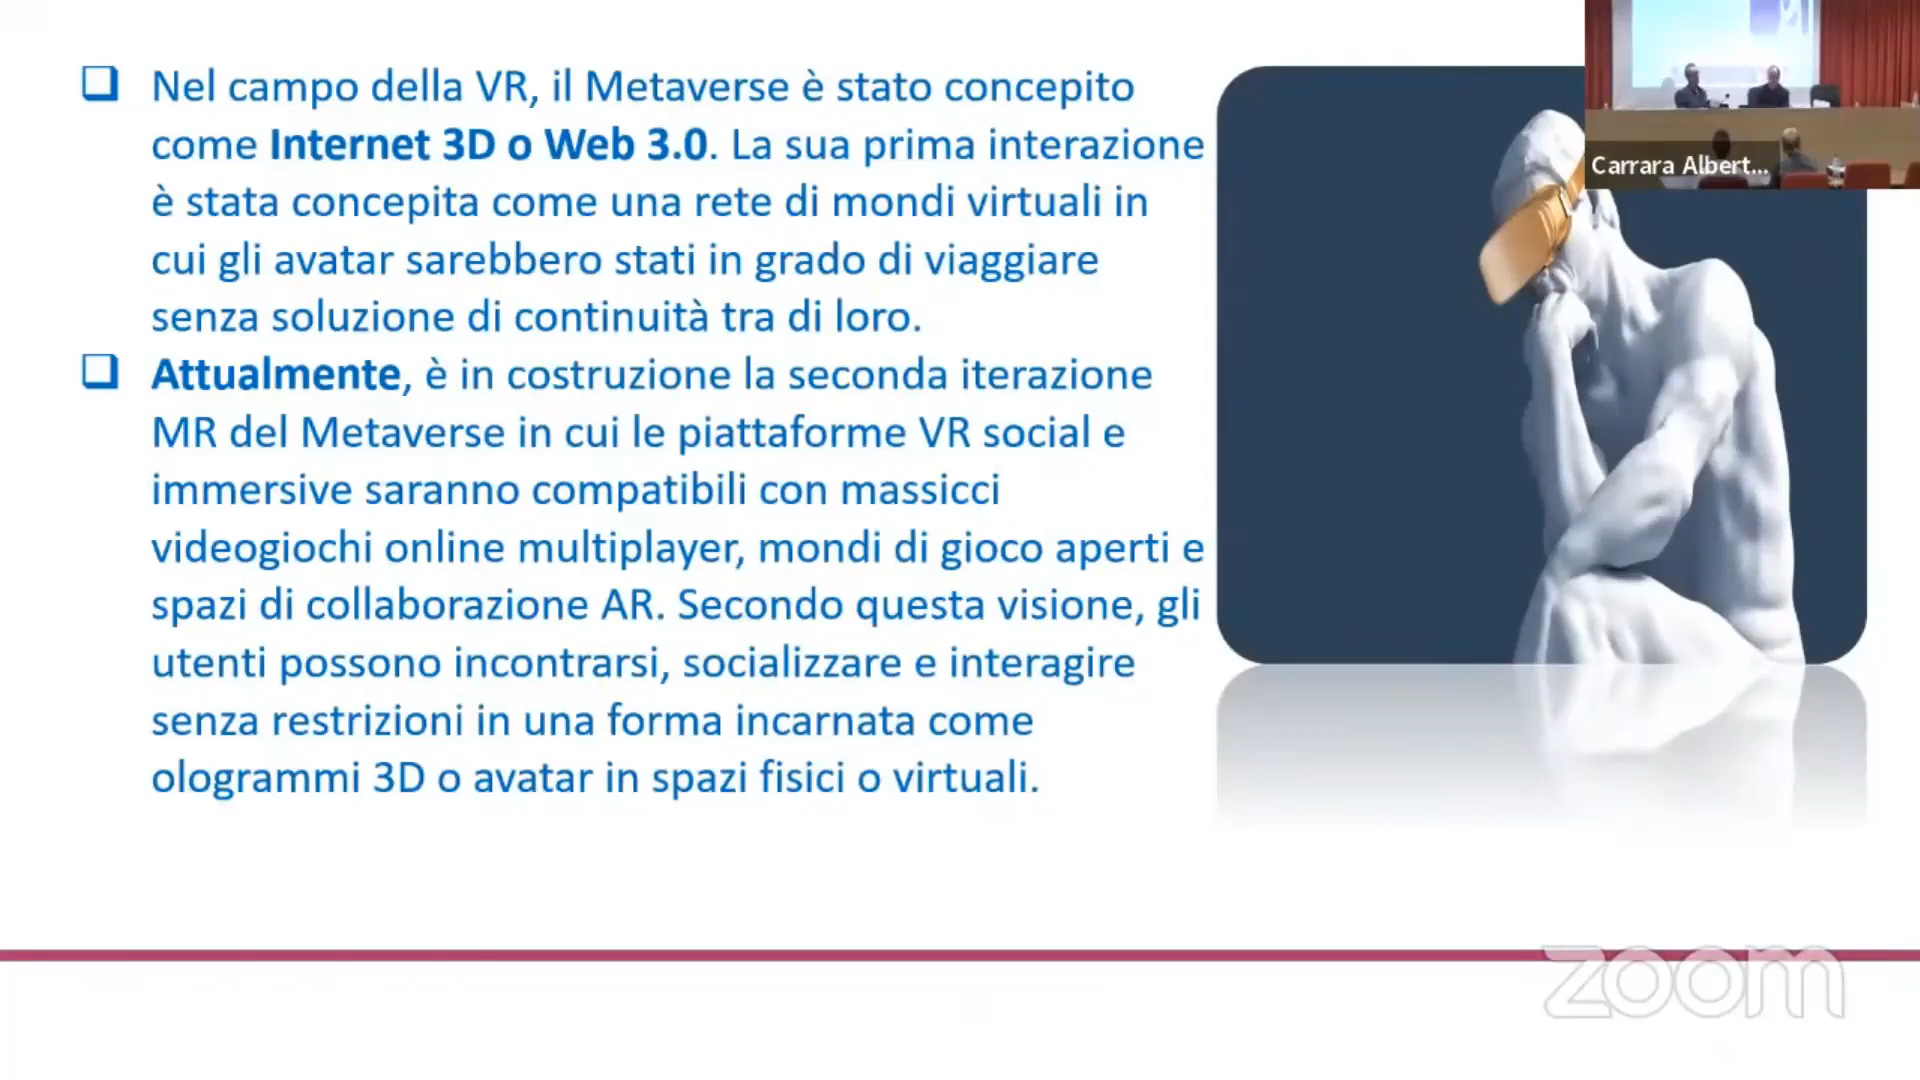 Nel campo della VR, il Metaverse è stato concepito
come Internet 3D o Web 3.0. La sua prima interazione
è stata concepita come una rete di mondi virtuali in
cui gli avatar sarebbero stati in grado di viaggiare
senza soluzione di continuità tra di loro.
Attualmente, è in costruzione la seconda iterazione
MR del Metaverse in cui le piattaforme VR social e
immersive saranno compatibili con massicci
videogiochi online multiplayer, mondi di gioco aperti e
spazi di collaborazione AR. Secondo questa visione, gli
utenti possono incontrarsi, socializzare e interagire
senza restrizioni in una forma incarnata come
ologrammi 3D o avatar in spazi fisici o virtuali.
Carrara Albert...
zoom